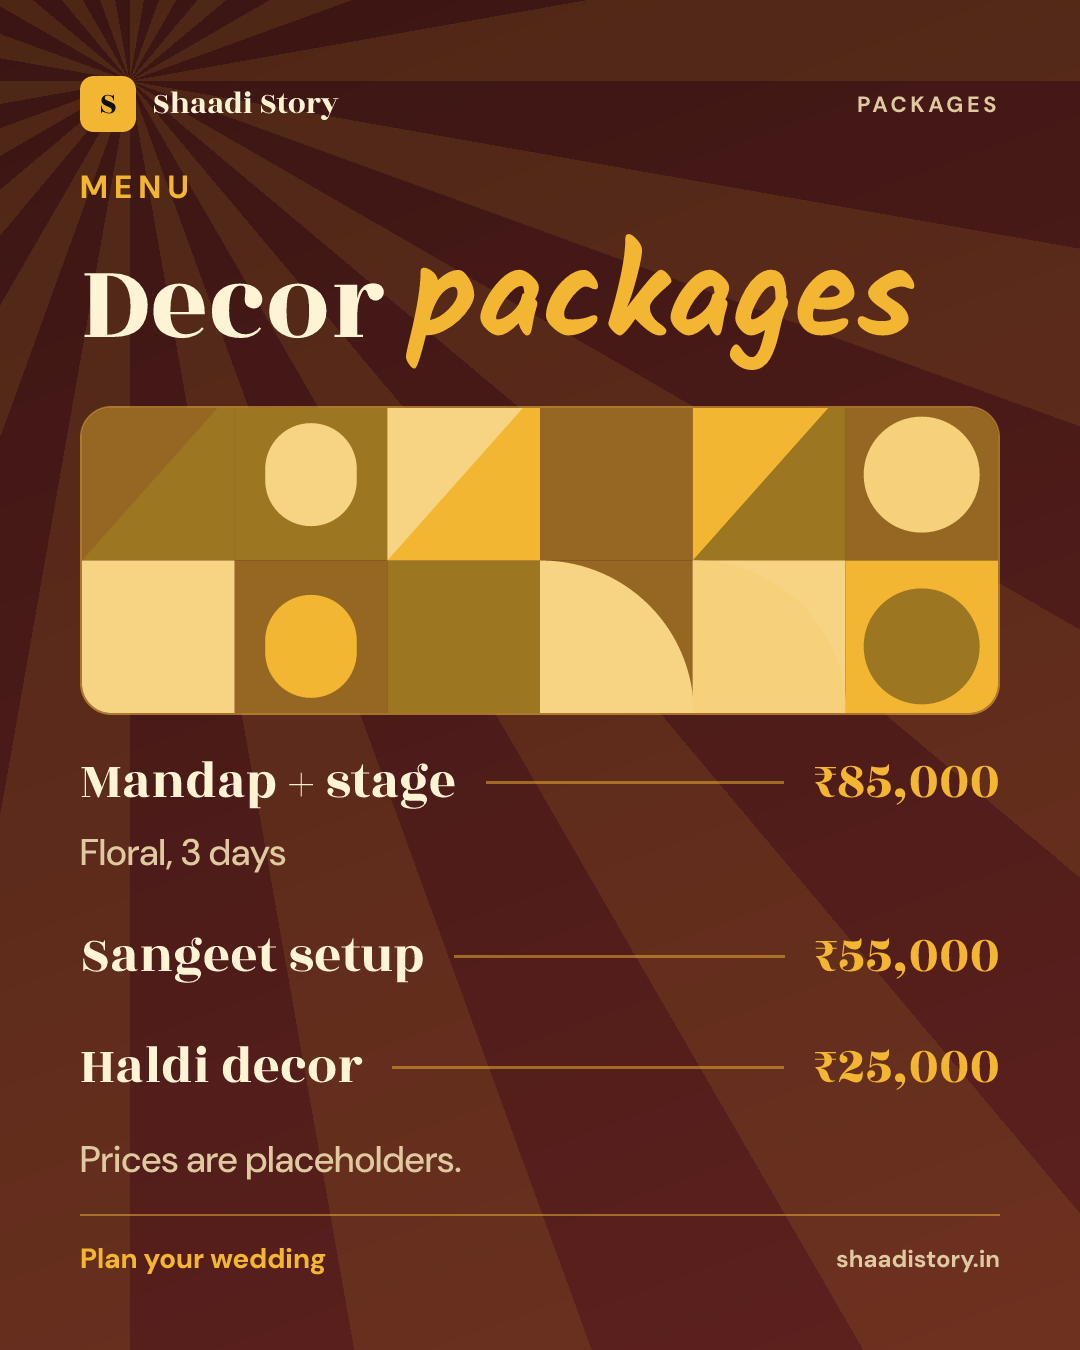 S
Shaadi Story
PACKAGES
MENU
Decor packages
Mandap + stage ₹85,000
Floral, 3 days
Sangeet setup ₹55,000
Haldi decor ₹25,000
Prices are placeholders.
Plan your wedding
shaadistory.in